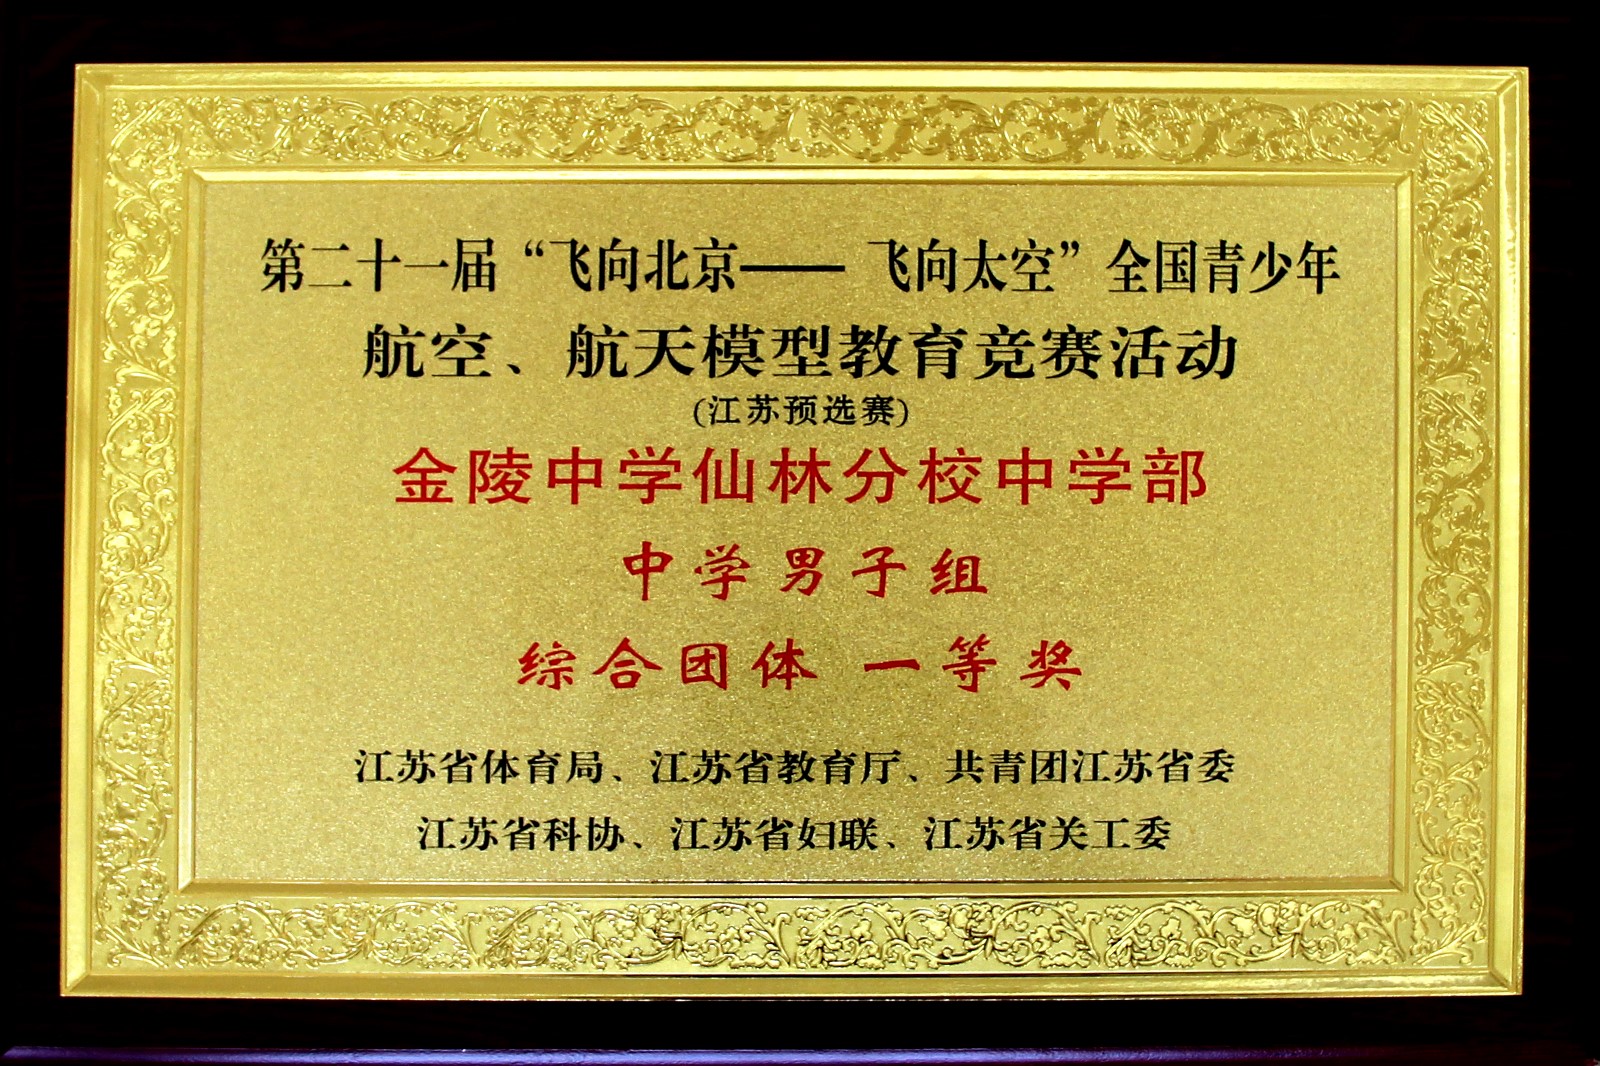 第二十一届“飞向北京—— 飞向太空”全国青少年
航空、航天模型教育竞赛活动
(江苏预选赛)
金陵中学仙林分校中学部
中学男子组
综合团体 一等奖
江苏省体育局、江苏省教育厅、共青团江苏省委
江苏省科协、江苏省妇联、江苏省关工委